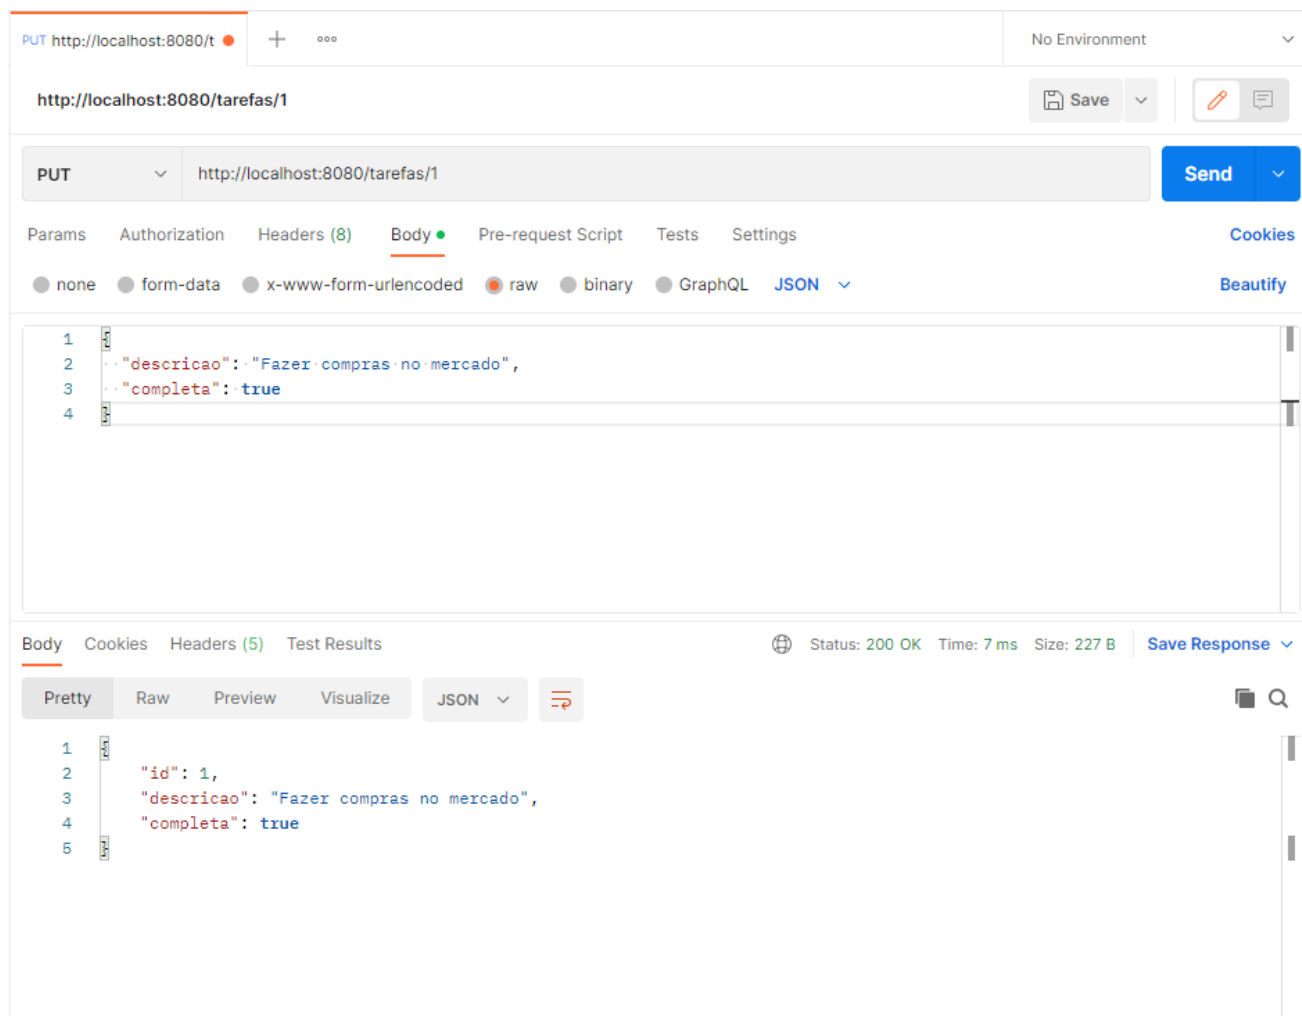 PUT http://localhost:8080/t
No Environment
http://localhost:8080/tarefas/1
Save
PUT http://localhost:8080/tarefas/1 Send
Params Authorization Headers (8) Body Pre-request Script Tests Settings Cookies
none form-data x-www-form-urlencoded raw binary GraphQL JSON Beautify
1 {
2 "descricao": "Fazer compras no mercado",
3 "completa": true
4 }
Body Cookies Headers (5) Test Results Status: 200 OK Time: 7 ms Size: 227 B Save Response
Pretty Raw Preview Visualize JSON
1 {
2 "id": 1,
3 "descricao": "Fazer compras no mercado",
4 "completa": true
5 }